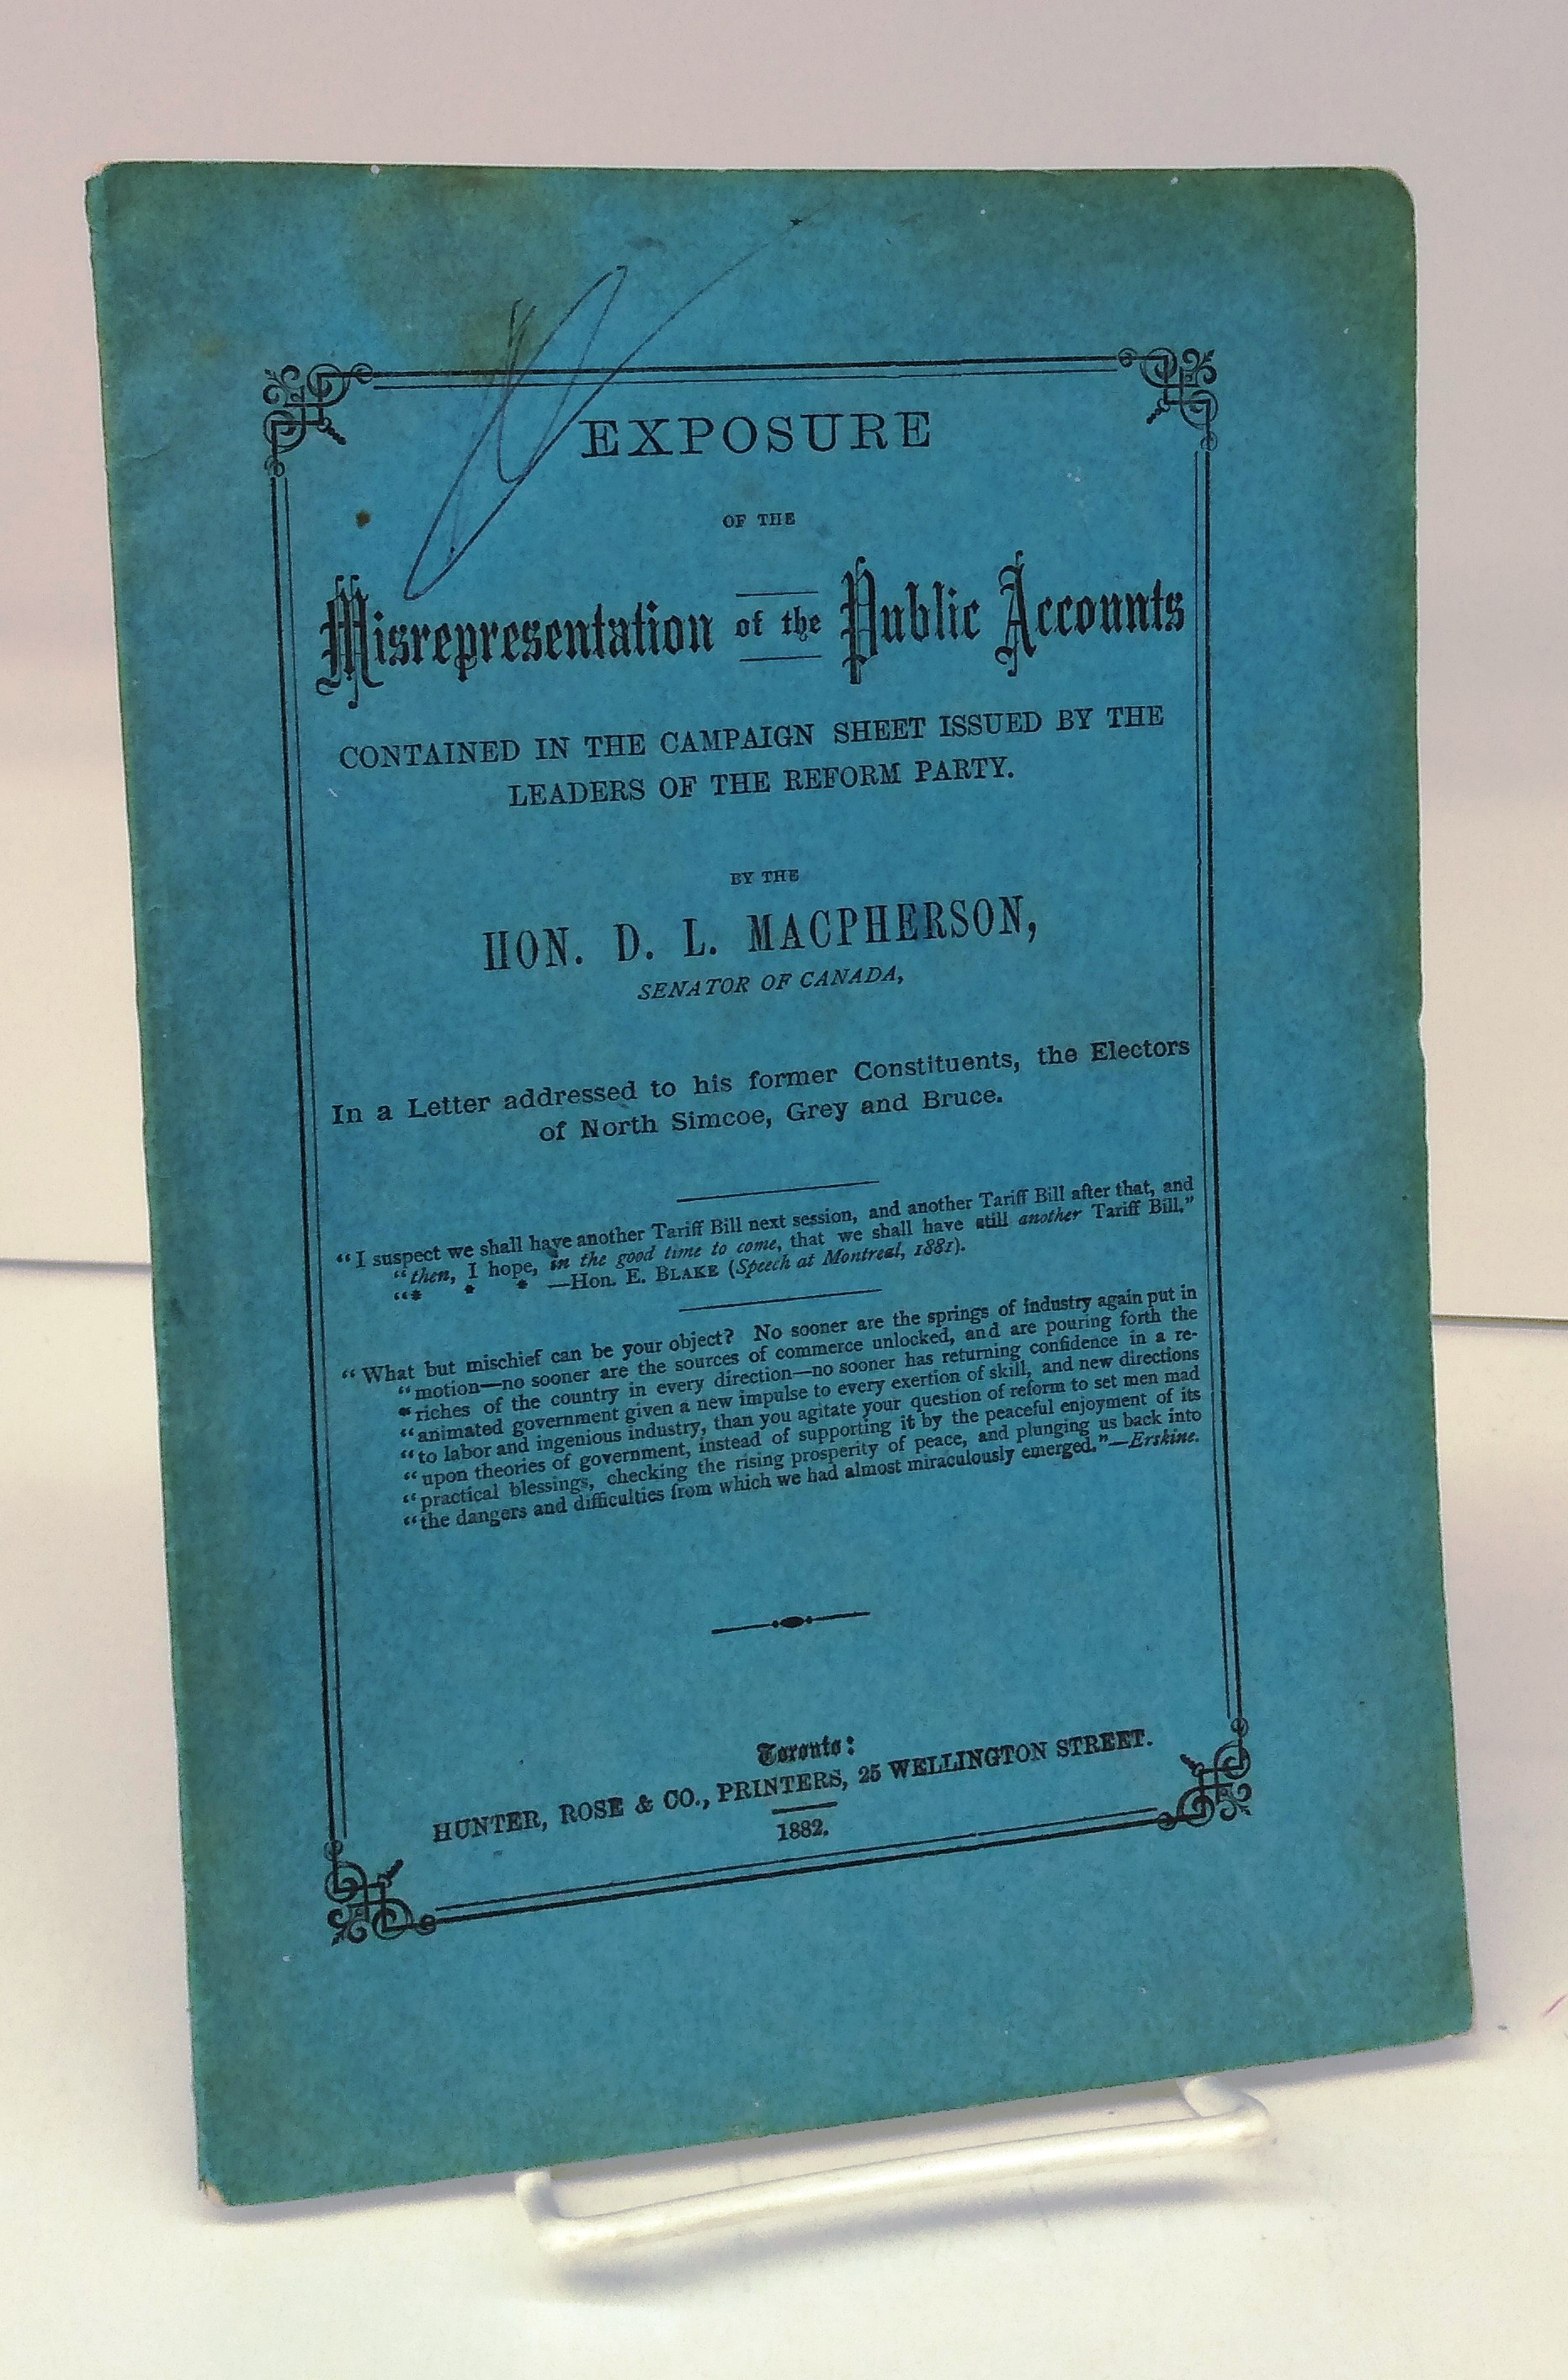 EXPOSURE
OF THE
Misrepresentation of the Public Accounts
CONTAINED IN THE CAMPAIGN SHEET ISSUED BY THE
LEADERS OF THE REFORM PARTY.
BY THE
HON. D. L. MACPHERSON,
SENATOR OF CANADA,
In a Letter addressed to his former Constituents, the Electors
of North Simcoe, Grey and Bruce.
“I suspect we shall have another Tariff Bill next session, and another Tariff Bill after that, and
“then, I hope, in the good time to come, that we shall have still another Tariff Bill.”
“* * * —Hon. E. BLAKE (Speech at Montreal, 1881).
“What but mischief can be your object? No sooner are the springs of industry again put in
“motion—no sooner are the sources of commerce unlocked, and are pouring forth the
“riches of the country in every direction—no sooner has returning confidence in a re-
“animated government given a new impulse to every exertion of skill, and new directions
“to labor and ingenious industry, than you agitate your question of reform to set men mad
“upon theories of government, instead of supporting it by the peaceful enjoyment of its
“practical blessings, checking the rising prosperity of peace, and plunging us back into
“the dangers and difficulties from which we had almost miraculously emerged.”—Erskine.
Toronto:
HUNTER, ROSE & CO., PRINTERS, 25 WELLINGTON STREET.
1882.